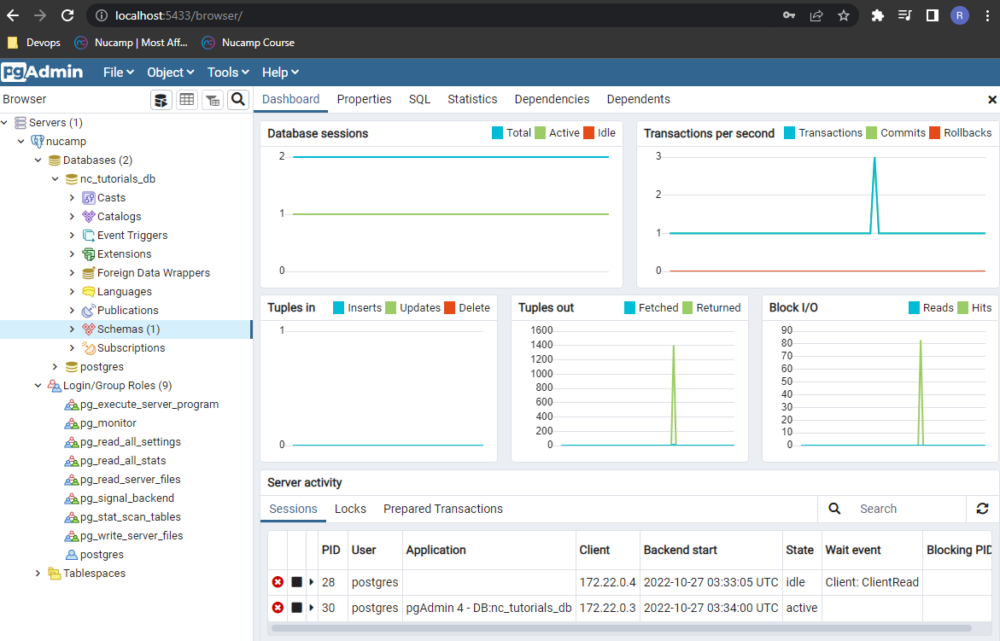 localhost:5433/browser/
R
Devops Nucamp | Most Aff... Nucamp Course
pgAdmin File Object Tools Help
Browser
Servers (1)
nucamp
Databases (2)
nc_tutorials_db
Casts
Catalogs
Event Triggers
Extensions
Foreign Data Wrappers
Languages
Publications
Schemas (1)
Subscriptions
postgres
Login/Group Roles (9)
pg_execute_server_program
pg_monitor
pg_read_all_settings
pg_read_all_stats
pg_read_server_files
pg_signal_backend
pg_stat_scan_tables
pg_write_server_files
postgres
Tablespaces
Dashboard Properties SQL Statistics Dependencies Dependents
Database sessions Total Active Idle
2
1
0
Transactions per second Transactions Commits Rollbacks
3
2
1
0
Tuples in Inserts Updates Delete
1
0
Tuples out Fetched Returned
1600
1400
1200
1000
800
600
400
200
0
Block I/O Reads Hits
90
80
70
60
50
40
30
20
10
0
Server activity
Sessions Locks Prepared Transactions Search
PID User Application Client Backend start State Wait event Blocking PID
28 postgres 172.22.0.4 2022-10-27 03:33:05 UTC idle Client: ClientRead
30 postgres pgAdmin 4 - DB:nc_tutorials_db 172.22.0.3 2022-10-27 03:34:00 UTC active